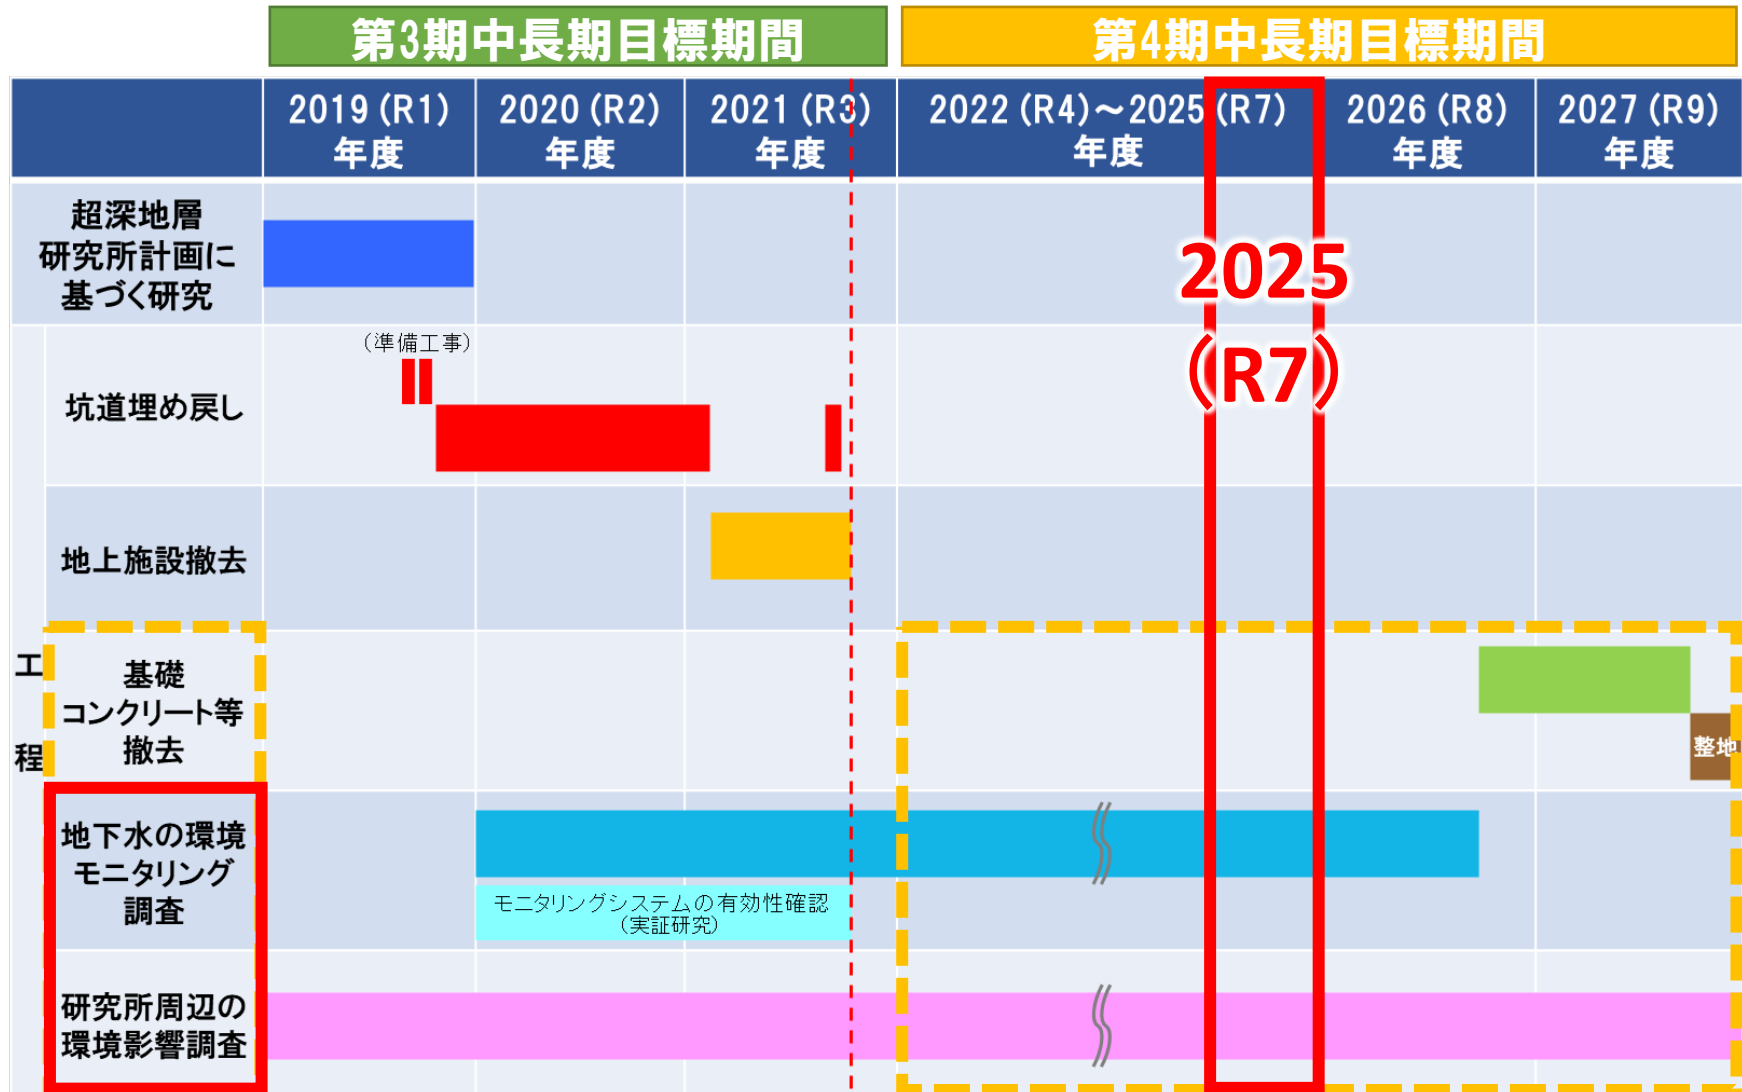 第3期中長期目標期間
第4期中長期目標期間
2019(R1)
年度
2020(R2)
年度
2021(R3)
年度
2022(R4)～2025(R7)
年度
2026(R8)
年度
2027(R9)
年度
超深地層
研究所計画に
基づく研究
2025
(R7)
工程
坑道埋め戻し
(準備工事)
地上施設撤去
基礎
コンクリート等
撤去
整地
地下水の環境
モニタリング
調査
モニタリングシステムの有効性確認
(実証研究)
研究所周辺の
環境影響調査